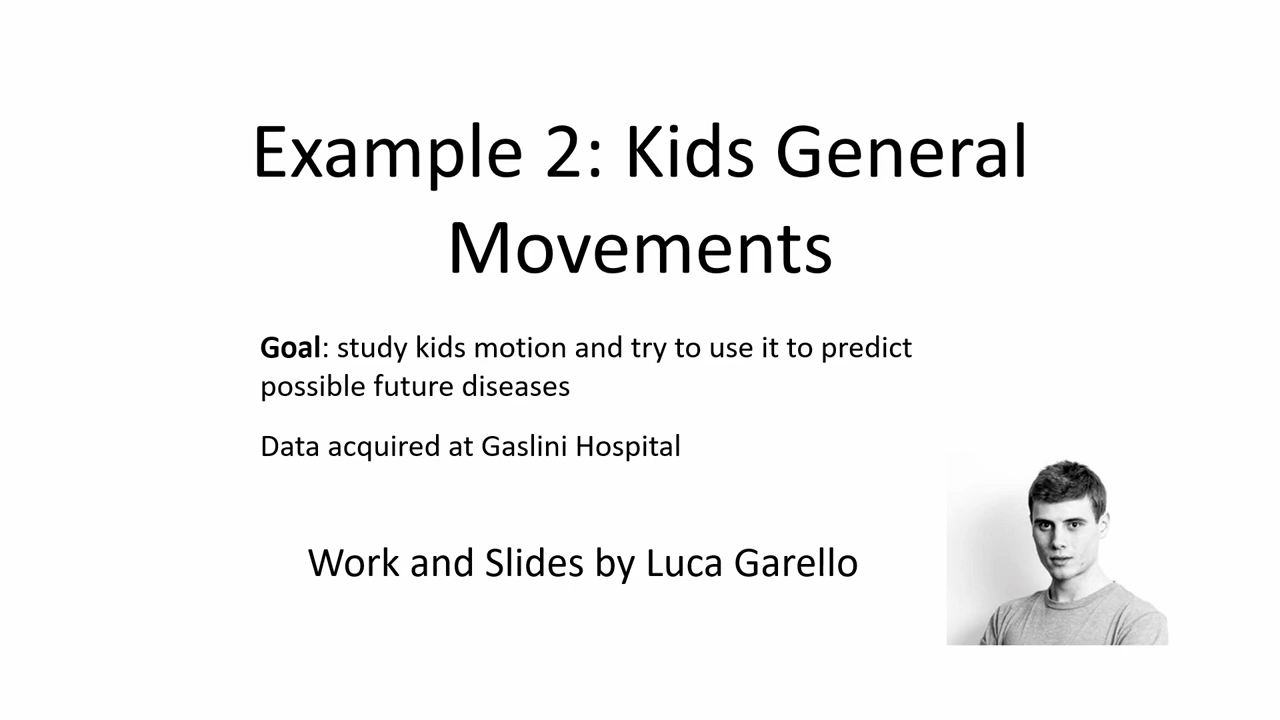 Example 2: Kids General
Movements
Goal: study kids motion and try to use it to predict
possible future diseases
Data acquired at Gaslini Hospital
Work and Slides by Luca Garello